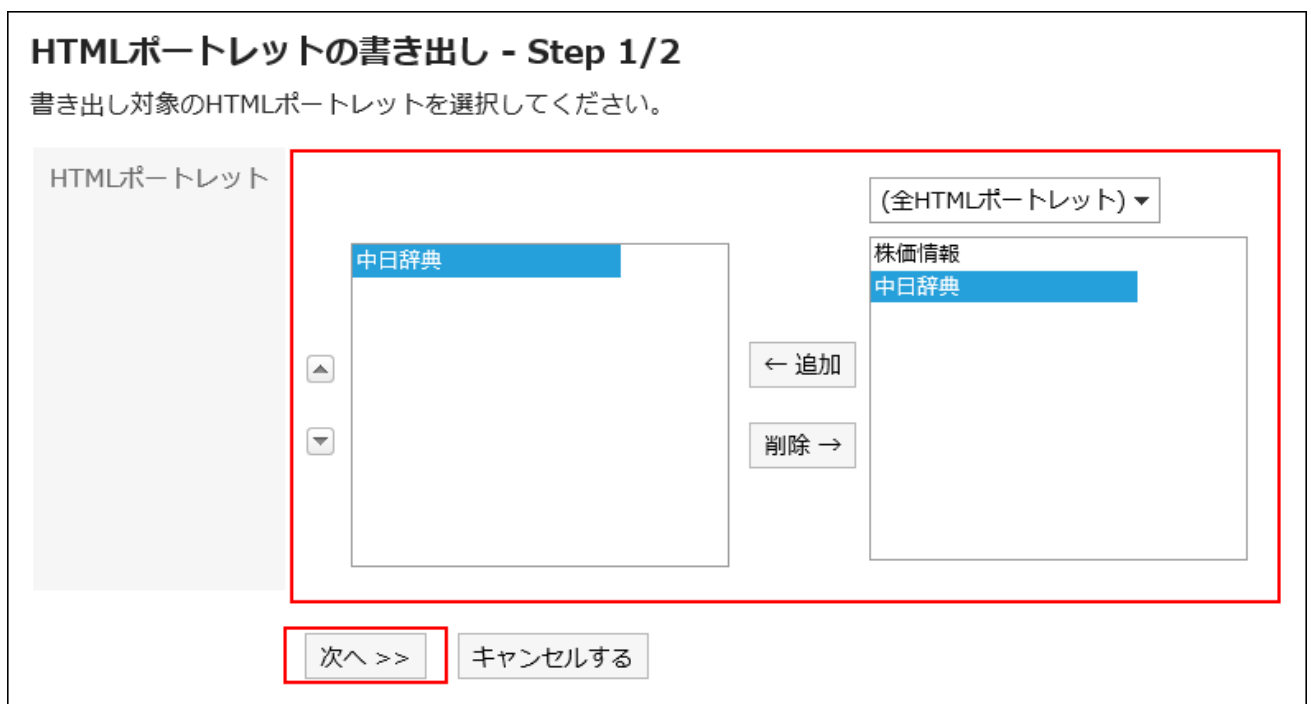 HTMLポートレットの書き出し - Step 1/2
書き出し対象のHTMLポートレットを選択してください。
HTMLポートレット
(全HTMLポートレット)
中日辞典
株価情報
中日辞典
← 追加
削除 →
次へ >>
キャンセルする